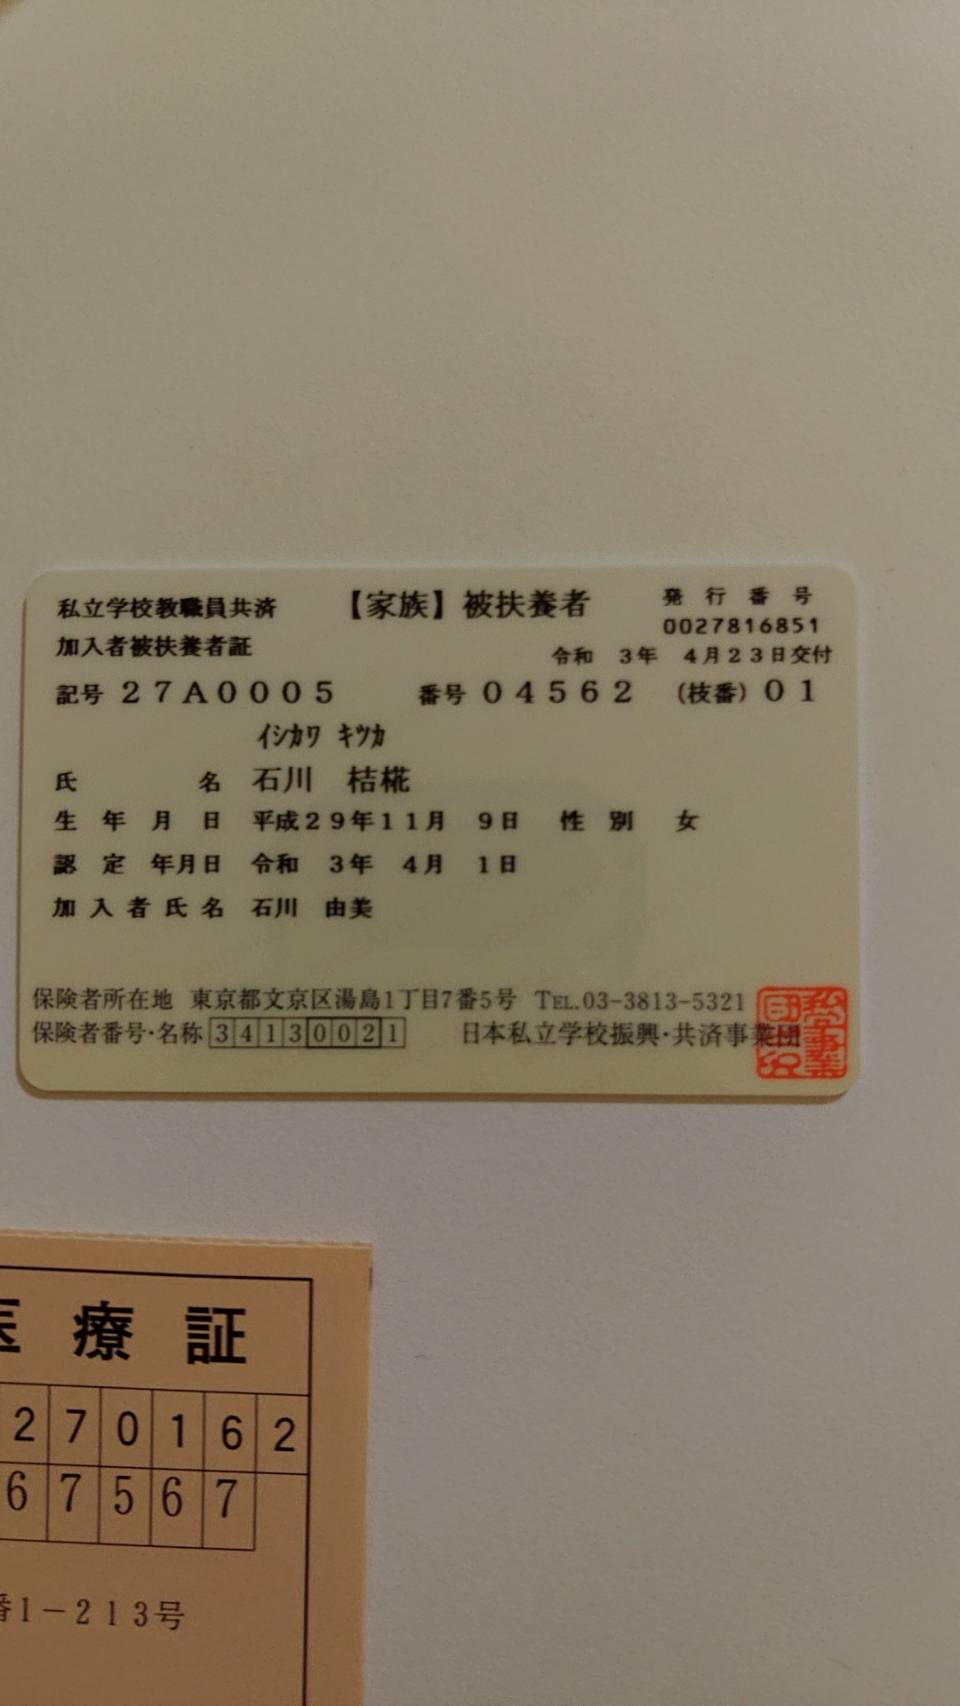 私立学校教職員共済 【家族】被扶養者 発行番号
0027816851
加入者被扶養者証
令和 3年 4月23日交付
記号 27A0005 番号 04562 (枝番) 01
イシカワ キツカ
氏名 石川 桔椛
生年月日 平成29年11月 9日 性別 女
認定年月日 令和 3年 4月 1日
加入者氏名 石川 由美
保険者所在地 東京都文京区湯島1丁目7番5号 TEL.03-3813-5321
保険者番号・名称 34130021 日本私立学校振興・共済事業団
医療証
270162
67567
番1-213号